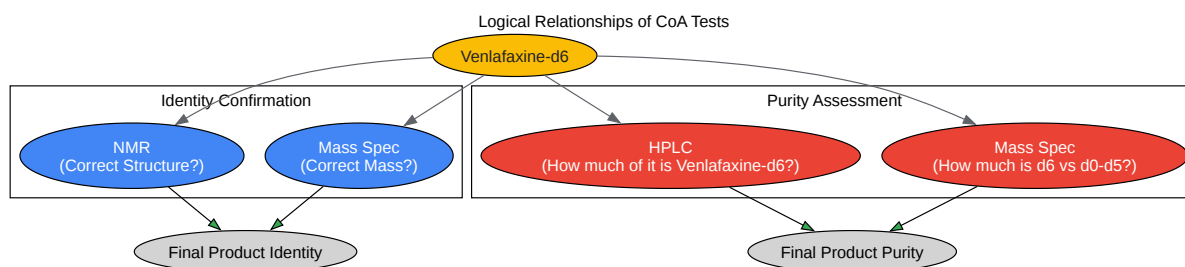 Logical Relationships of CoA Tests
Venlafaxine-d6
Identity Confirmation
Purity Assessment
NMR
(Correct Structure?)
Mass Spec
(Correct Mass?)
HPLC
(How much of it is Venlafaxine-d6?)
Mass Spec
(How much is d6 vs d0-d5?)
Final Product Identity
Final Product Purity